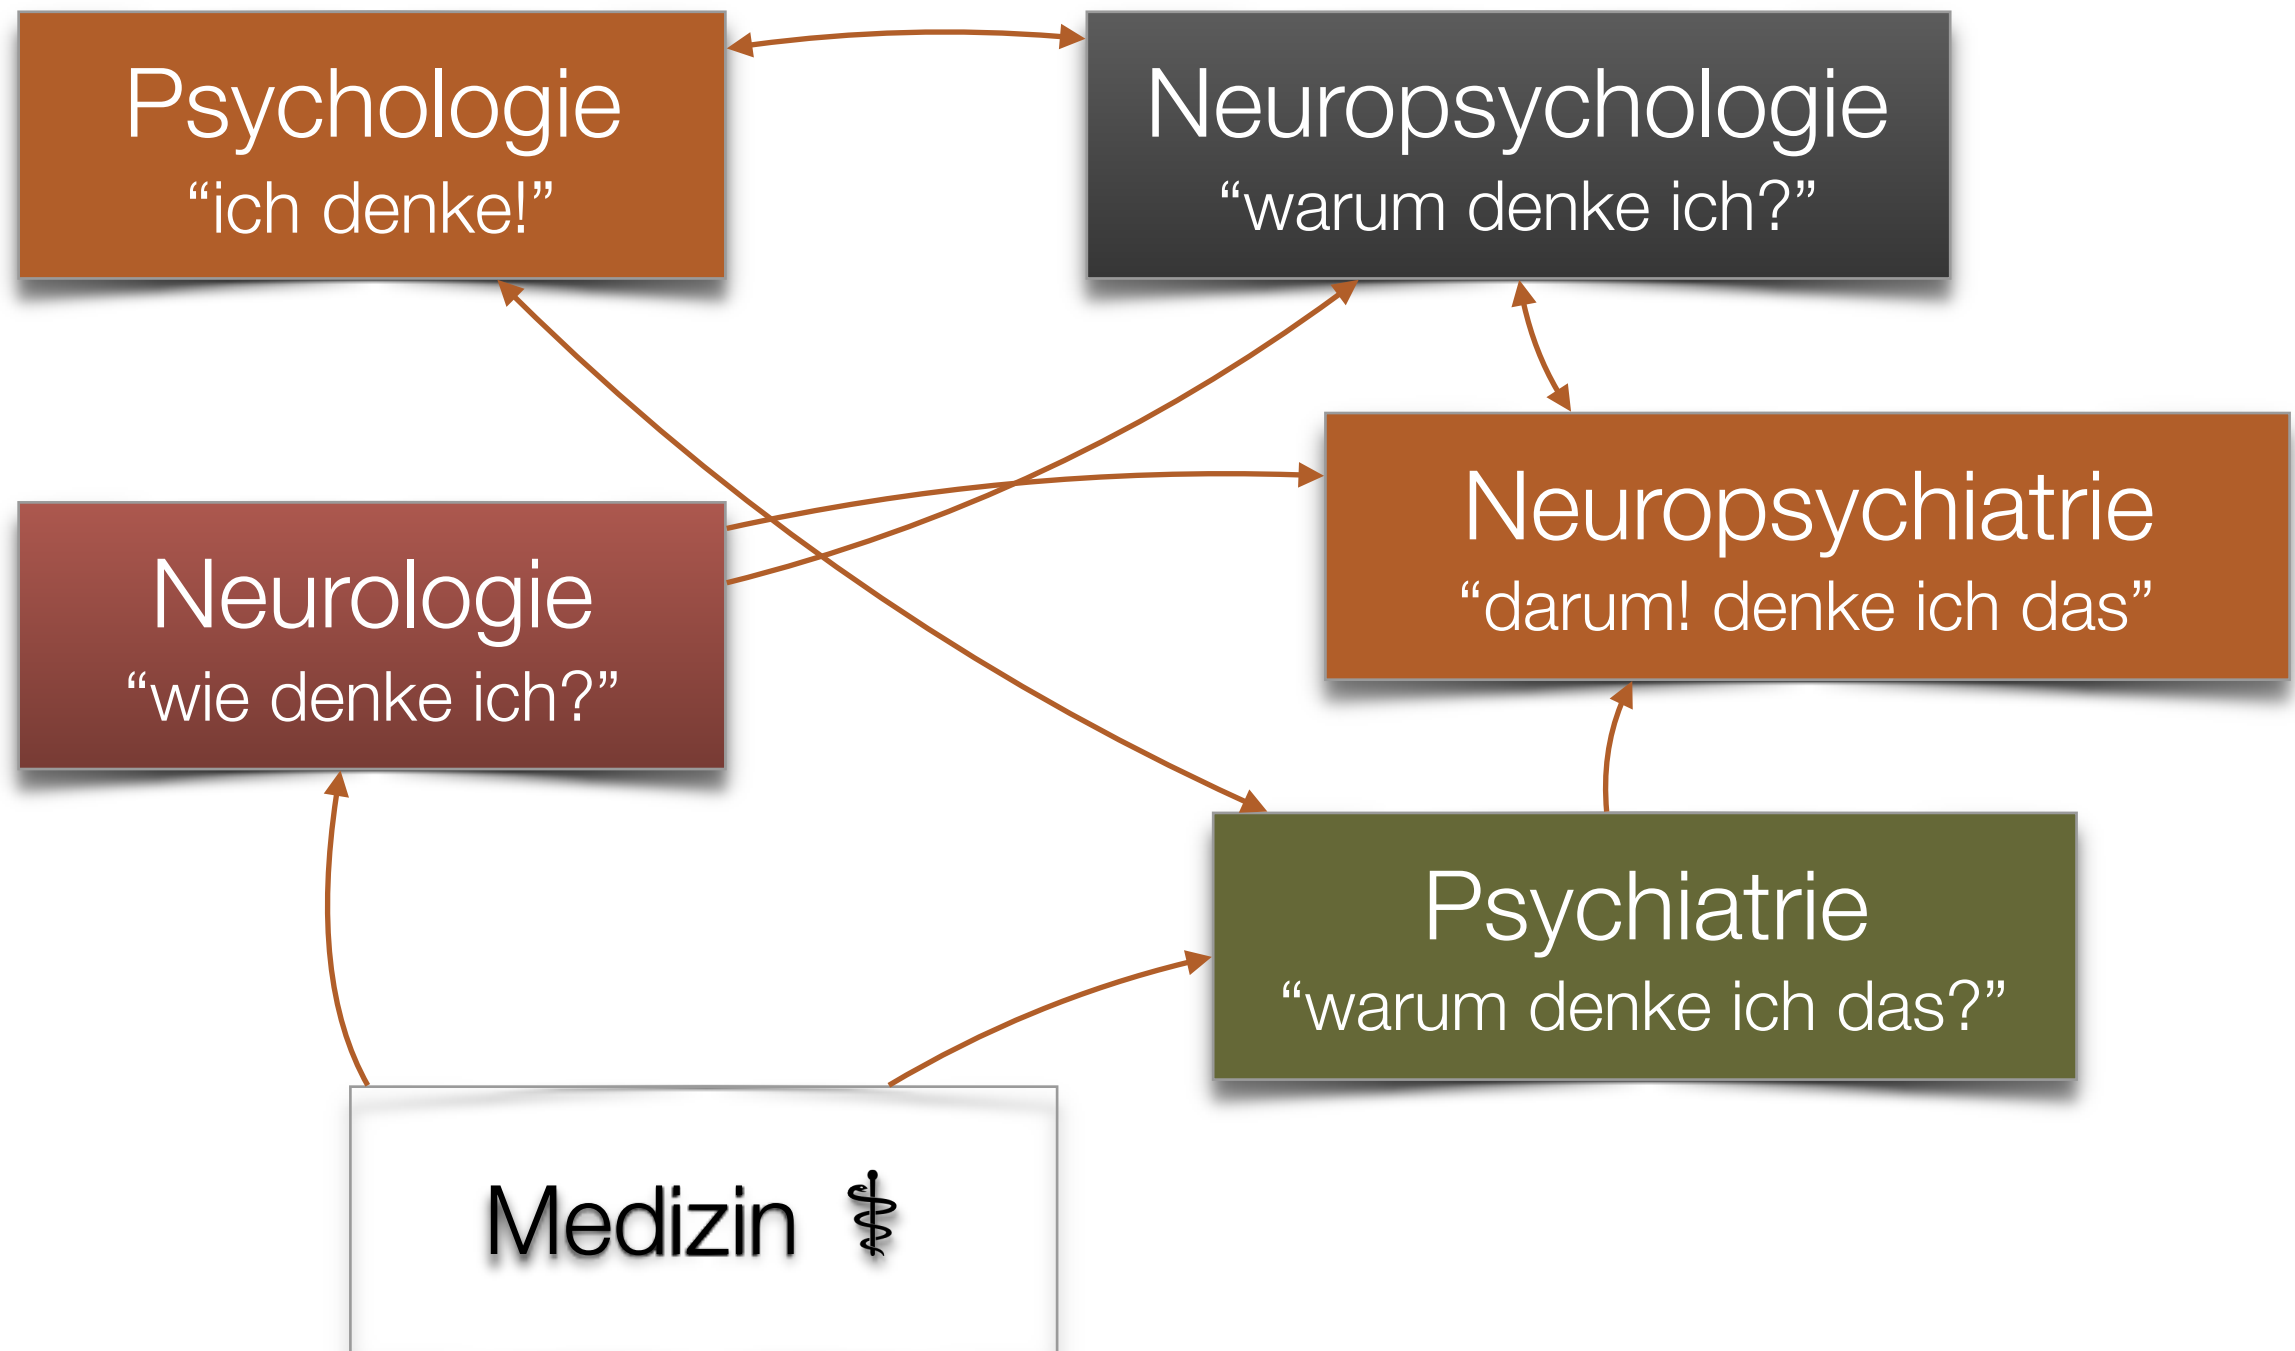 Psychologie
“ich denke!”
Neuropsychologie
“warum denke ich?”
Neurologie
“wie denke ich?”
Neuropsychiatrie
“darum! denke ich das”
Psychiatrie
“warum denke ich das?”
Medizin ⚕